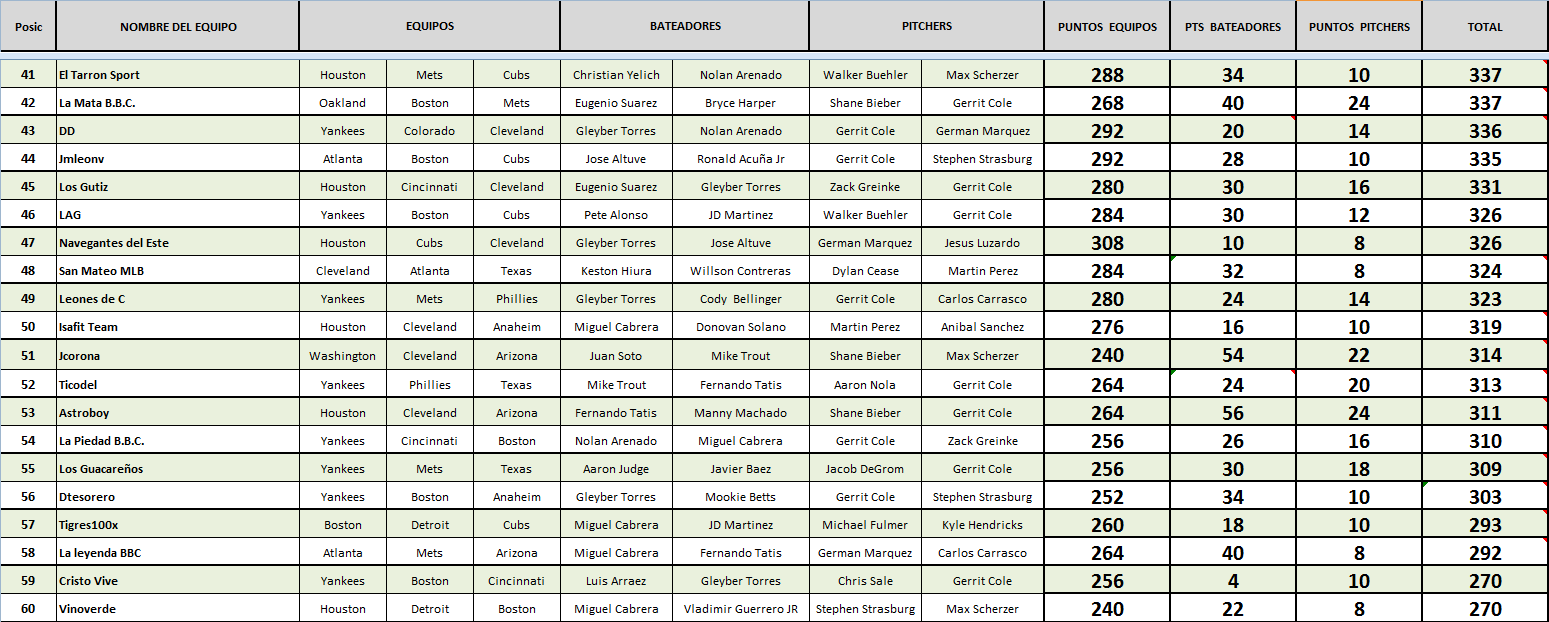 Posic NOMBRE DEL EQUIPO EQUIPOS BATEADORES PITCHERS PUNTOS EQUIPOS PTS BATEADORES PUNTOS PITCHERS TOTAL
41 El Tarron Sport Houston Mets Cubs Christian Yelich Nolan Arenado Walker Buehler Max Scherzer 288 34 10 337
42 La Mata B.B.C. Oakland Boston Mets Eugenio Suarez Bryce Harper Shane Bieber Gerrit Cole 268 40 24 337
43 DD Yankees Colorado Cleveland Gleyber Torres Nolan Arenado Gerrit Cole German Marquez 292 20 14 336
44 Jmleonv Atlanta Boston Cubs Jose Altuve Ronald Acuña Jr Gerrit Cole Stephen Strasburg 292 28 10 335
45 Los Gutiz Houston Cincinnati Cleveland Eugenio Suarez Gleyber Torres Zack Greinke Gerrit Cole 280 30 16 331
46 LAG Yankees Boston Cubs Pete Alonso JD Martinez Walker Buehler Gerrit Cole 284 30 12 326
47 Navegantes del Este Houston Cubs Cleveland Gleyber Torres Jose Altuve German Marquez Jesus Luzardo 308 10 8 326
48 San Mateo MLB Cleveland Atlanta Texas Keston Hiura Willson Contreras Dylan Cease Martin Perez 284 32 8 324
49 Leones de C Yankees Mets Phillies Gleyber Torres Cody Bellinger Gerrit Cole Carlos Carrasco 280 24 14 323
50 Isafit Team Houston Cleveland Anaheim Miguel Cabrera Donovan Solano Martin Perez Anibal Sanchez 276 16 10 319
51 Jcorona Washington Cleveland Arizona Juan Soto Mike Trout Shane Bieber Max Scherzer 240 54 22 314
52 Ticodel Yankees Phillies Texas Mike Trout Fernando Tatis Aaron Nola Gerrit Cole 264 24 20 313
53 Astroboy Houston Cleveland Arizona Fernando Tatis Manny Machado Shane Bieber Gerrit Cole 264 56 24 311
54 La Piedad B.B.C. Yankees Cincinnati Boston Nolan Arenado Miguel Cabrera Gerrit Cole Zack Greinke 256 26 16 310
55 Los Guacareños Yankees Mets Texas Aaron Judge Javier Baez Jacob DeGrom Gerrit Cole 256 30 18 309
56 Dtesorero Yankees Boston Anaheim Gleyber Torres Mookie Betts Gerrit Cole Stephen Strasburg 252 34 10 303
57 Tigres100x Boston Detroit Cubs Miguel Cabrera JD Martinez Michael Fulmer Kyle Hendricks 260 18 10 293
58 La leyenda BBC Atlanta Mets Arizona Miguel Cabrera Fernando Tatis German Marquez Carlos Carrasco 264 40 8 292
59 Cristo Vive Yankees Boston Cincinnati Luis Arraez Gleyber Torres Chris Sale Gerrit Cole 256 4 10 270
60 Vinoverde Houston Detroit Boston Miguel Cabrera Vladimir Guerrero JR Stephen Strasburg Max Scherzer 240 22 8 270